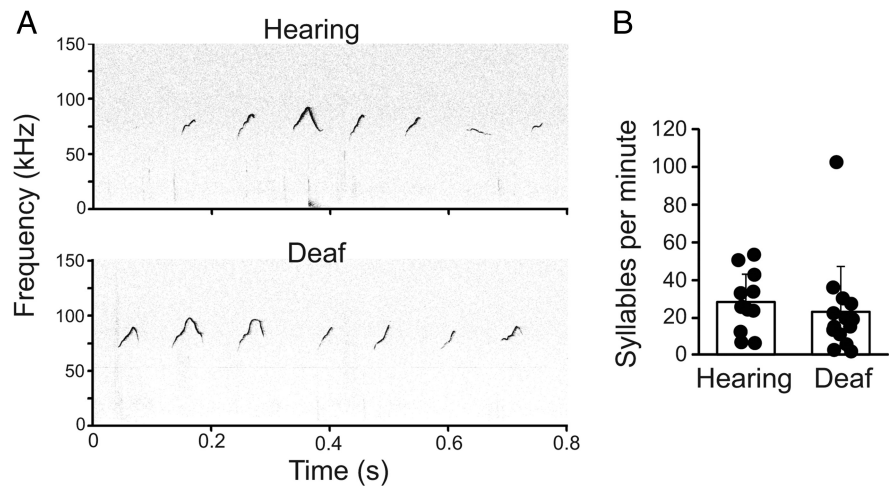 A
Hearing
150
100
50
0
Frequency (kHz)
Deaf
150
100
50
0
0 0.2 0.4 0.6 0.8
Time (s)
B
Syllables per minute
120
100
80
60
40
20
0
Hearing Deaf